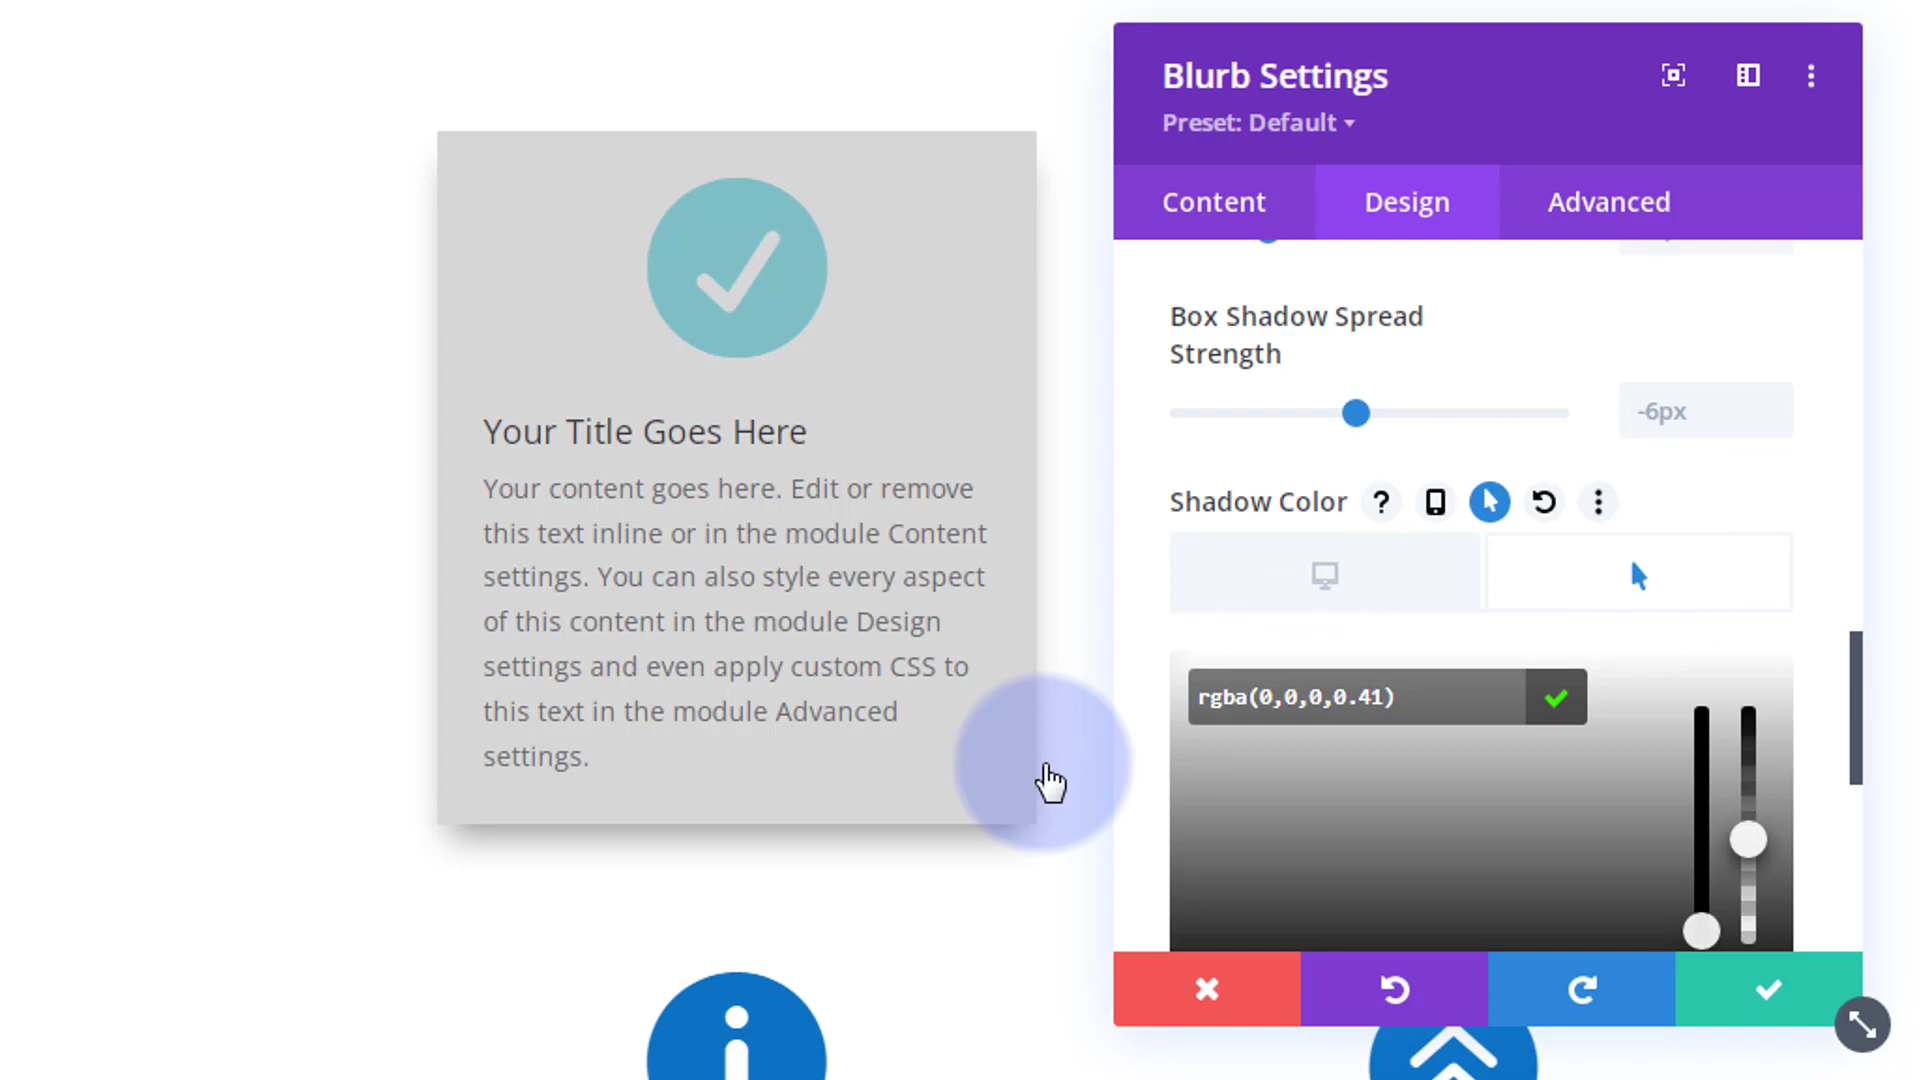 Blurb Settings
Preset: Default
Content
Design
Advanced
Box Shadow Spread
Strength
-6px
Shadow Color
?
rgba(0,0,0,0.41)
Your Title Goes Here
Your content goes here. Edit or remove
this text inline or in the module Content
settings. You can also style every aspect
of this content in the module Design
settings and even apply custom CSS to
this text in the module Advanced
settings.